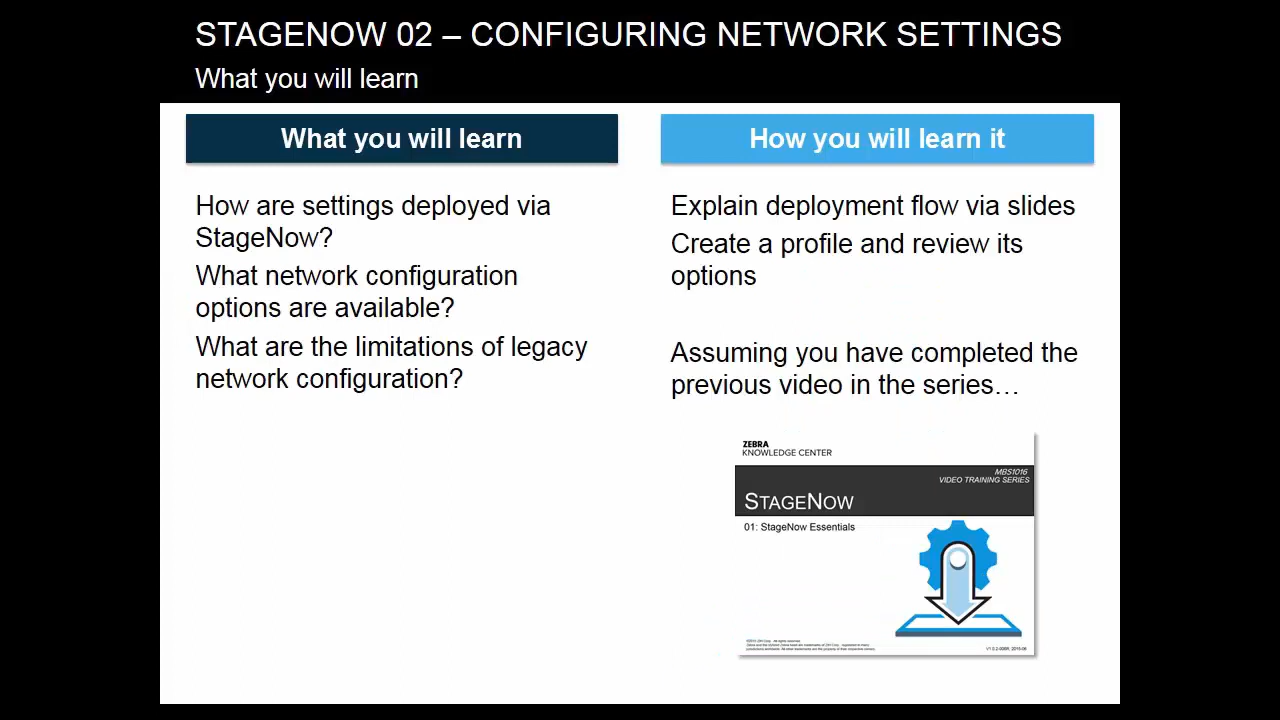 STAGENOW 02 – CONFIGURING NETWORK SETTINGS
What you will learn
What you will learn
How are settings deployed via
StageNow?
What network configuration
options are available?
What are the limitations of legacy
network configuration?
How you will learn it
Explain deployment flow via slides
Create a profile and review its
options
Assuming you have completed the
previous video in the series…
ZEBRA
KNOWLEDGE CENTER
MBS1016
VIDEO TRAINING SERIES
STAGENOW
01: StageNow Essentials